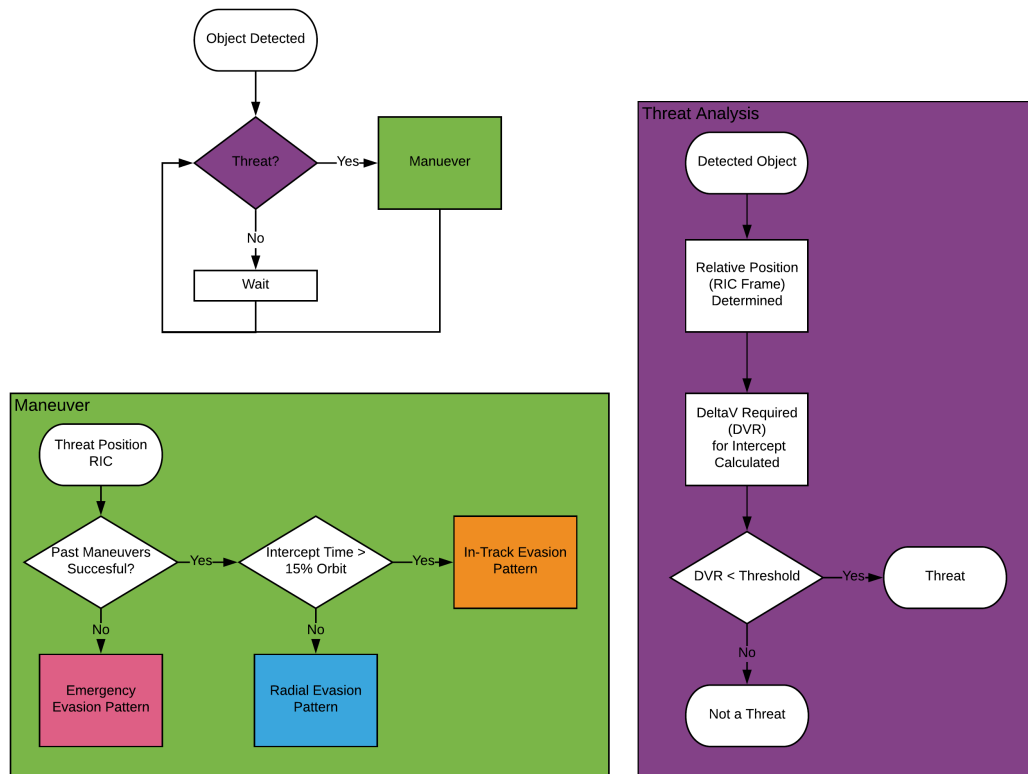 Object Detected
Threat?
Yes
Manuever
No
Wait
Threat Analysis
Detected Object
Relative Position
(RIC Frame)
Determined
DeltaV Required
(DVR)
for Intercept
Calculated
DVR < Threshold
Yes
Threat
No
Not a Threat
Maneuver
Threat Position
RIC
Past Maneuvers
Succesful?
Yes
Intercept Time >
15% Orbit
Yes
In-Track Evasion
Pattern
No
No
Emergency
Evasion Pattern
Radial Evasion
Pattern